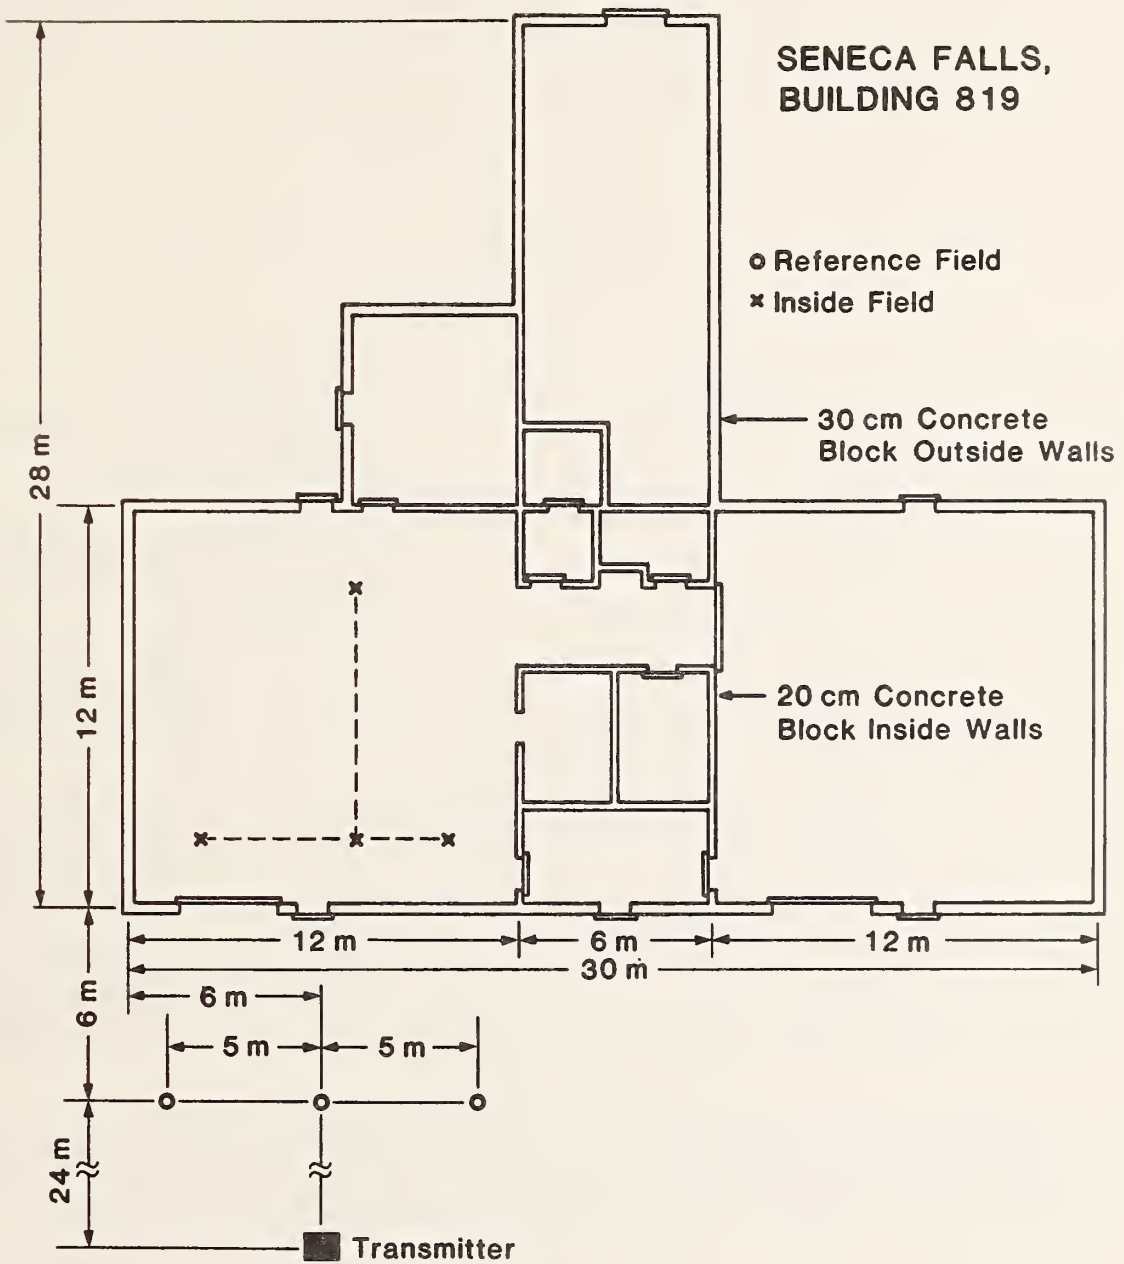 SENECA FALLS,
BUILDING 819
o Reference Field
x Inside Field
30 cm Concrete
Block Outside Walls
28 m
12 m
20 cm Concrete
Block Inside Walls
12 m
6 m
12 m
30 m
6 m
6 m
5 m
5 m
24 m
Transmitter